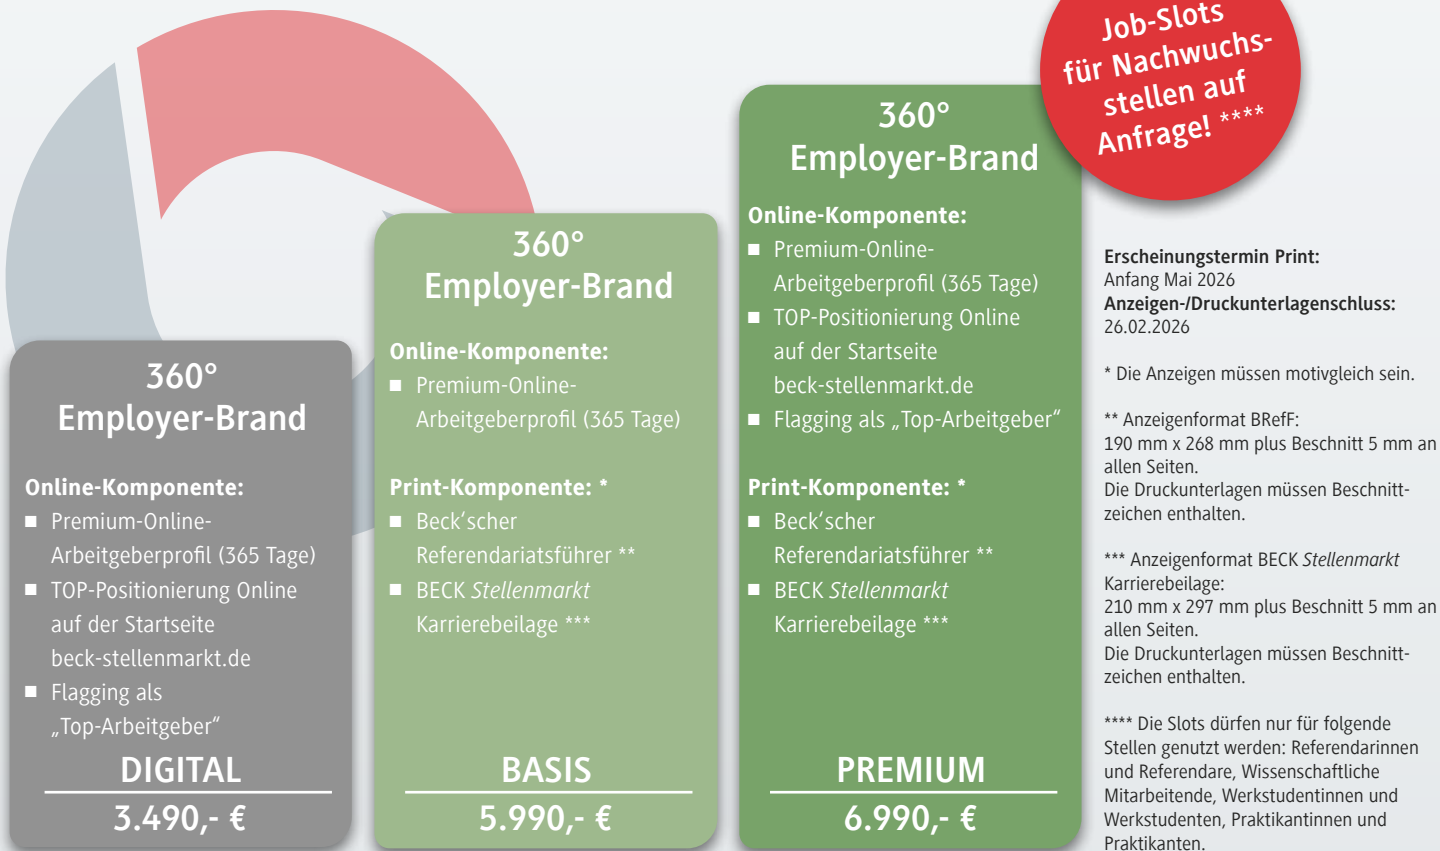 Job-Slots
für Nachwuchs-
stellen auf
Anfrage! ****
360°
Employer-Brand
Online-Komponente:
■ Premium-Online-
Arbeitgeberprofil (365 Tage)
■ TOP-Positionierung Online
auf der Startseite
beck-stellenmarkt.de
■ Flagging als
„Top-Arbeitgeber“
DIGITAL
3.490,- €
360°
Employer-Brand
Online-Komponente:
■ Premium-Online-
Arbeitgeberprofil (365 Tage)
Print-Komponente: *
■ Beck´scher
Referendariatsführer **
■ BECK Stellenmarkt
Karrierebeilage ***
BASIS
5.990,- €
360°
Employer-Brand
Online-Komponente:
■ Premium-Online-
Arbeitgeberprofil (365 Tage)
■ TOP-Positionierung Online
auf der Startseite
beck-stellenmarkt.de
■ Flagging als „Top-Arbeitgeber“
Print-Komponente: *
■ Beck´scher
Referendariatsführer **
■ BECK Stellenmarkt
Karrierebeilage ***
PREMIUM
6.990,- €
Erscheinungstermin Print:
Anfang Mai 2026
Anzeigen-/Druckunterlagenschluss:
26.02.2026
* Die Anzeigen müssen motivgleich sein.
** Anzeigenformat BRefF:
190 mm x 268 mm plus Beschnitt 5 mm an
allen Seiten.
Die Druckunterlagen müssen Beschnitt-
zeichen enthalten.
*** Anzeigenformat BECK Stellenmarkt
Karrierebeilage:
210 mm x 297 mm plus Beschnitt 5 mm an
allen Seiten.
Die Druckunterlagen müssen Beschnitt-
zeichen enthalten.
**** Die Slots dürfen nur für folgende
Stellen genutzt werden: Referendarinnen
und Referendare, Wissenschaftliche
Mitarbeitende, Werkstudentinnen und
Werkstudenten, Praktikantinnen und
Praktikanten.